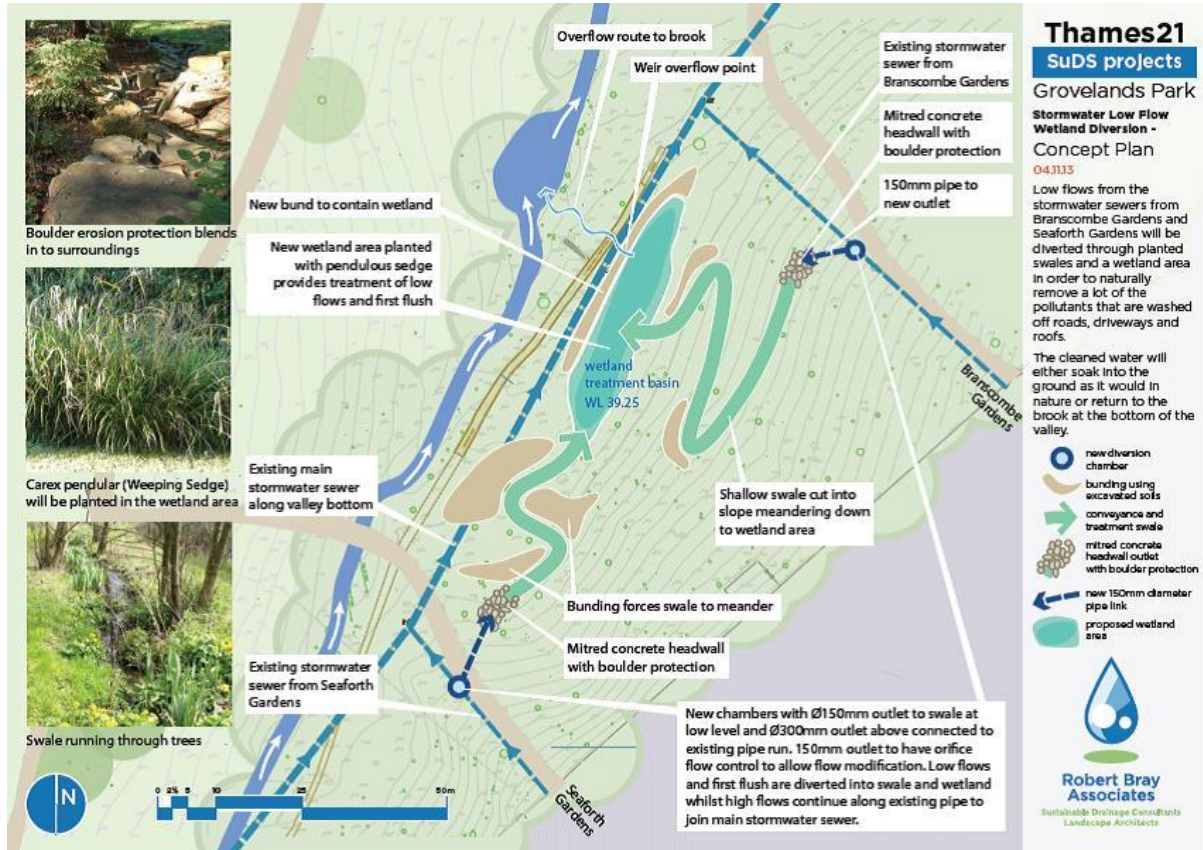 Boulder erosion protection blends
in to surroundings
Carex pendular (Weeping Sedge)
will be planted in the wetland area
Swale running through trees
N
0 2.5 5 10 25 50m
Overflow route to brook
Weir overflow point
Existing stormwater
sewer from
Branscombe Gardens
Mitred concrete
headwall with
boulder protection
150mm pipe to
new outlet
New bund to contain wetland
New wetland area planted
with pendulous sedge
provides treatment of low
flows and first flush
wetland
treatment basin
WL 39.25
Branscombe
Gardens
Existing main
stormwater sewer
along valley bottom
Shallow swale cut into
slope meandering down
to wetland area
Bunding forces swale to meander
Mitred concrete headwall
with boulder protection
Existing stormwater
sewer from Seaforth
Gardens
Seaforth
Gardens
New chambers with Ø150mm outlet to swale at
low level and Ø300mm outlet above connected to
existing pipe run. 150mm outlet to have orifice
flow control to allow flow modification. Low flows
and first flush are diverted into swale and wetland
whilst high flows continue along existing pipe to
join main stormwater sewer.
Thames21
SuDS projects
Grovelands Park
Stormwater Low Flow
Wetland Diversion -
Concept Plan
04.11.13
Low flows from the
stormwater sewers from
Branscombe Gardens and
Seaforth Gardens will be
diverted through planted
swales and a wetland area
in order to naturally
remove a lot of the
pollutants that are washed
off roads, driveways and
roofs.
The cleaned water will
either soak into the
ground as it would in
nature or return to the
brook at the bottom of the
valley.
new diversion
chamber
bunding using
excavated soils
conveyance and
treatment swale
mitred concrete
headwall outlet
with boulder protection
new 150mm diameter
pipe link
proposed wetland
area
Robert Bray
Associates
Sustainable Drainage Consultants
Landscape Architects